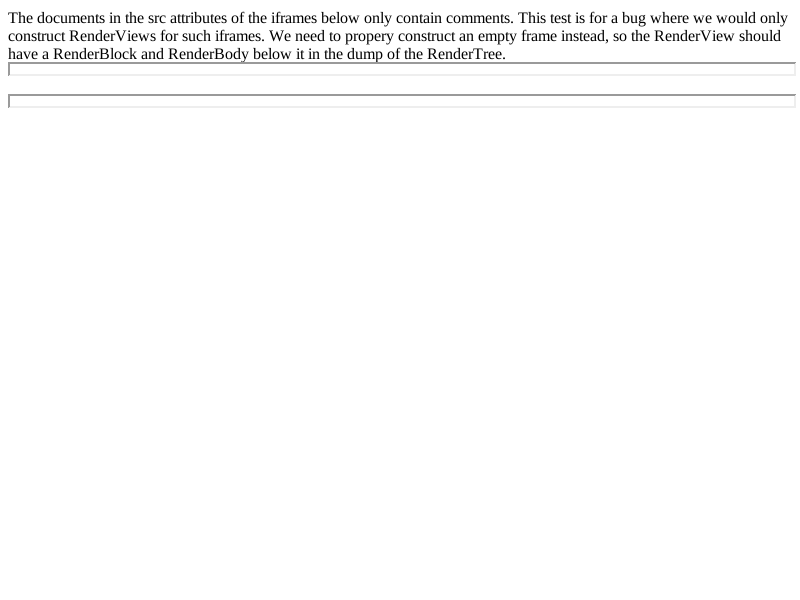 The documents in the src attributes of the iframes below only contain comments. This test is for a bug where we would only
construct RenderViews for such iframes. We need to propery construct an empty frame instead, so the RenderView should
have a RenderBlock and RenderBody below it in the dump of the RenderTree.